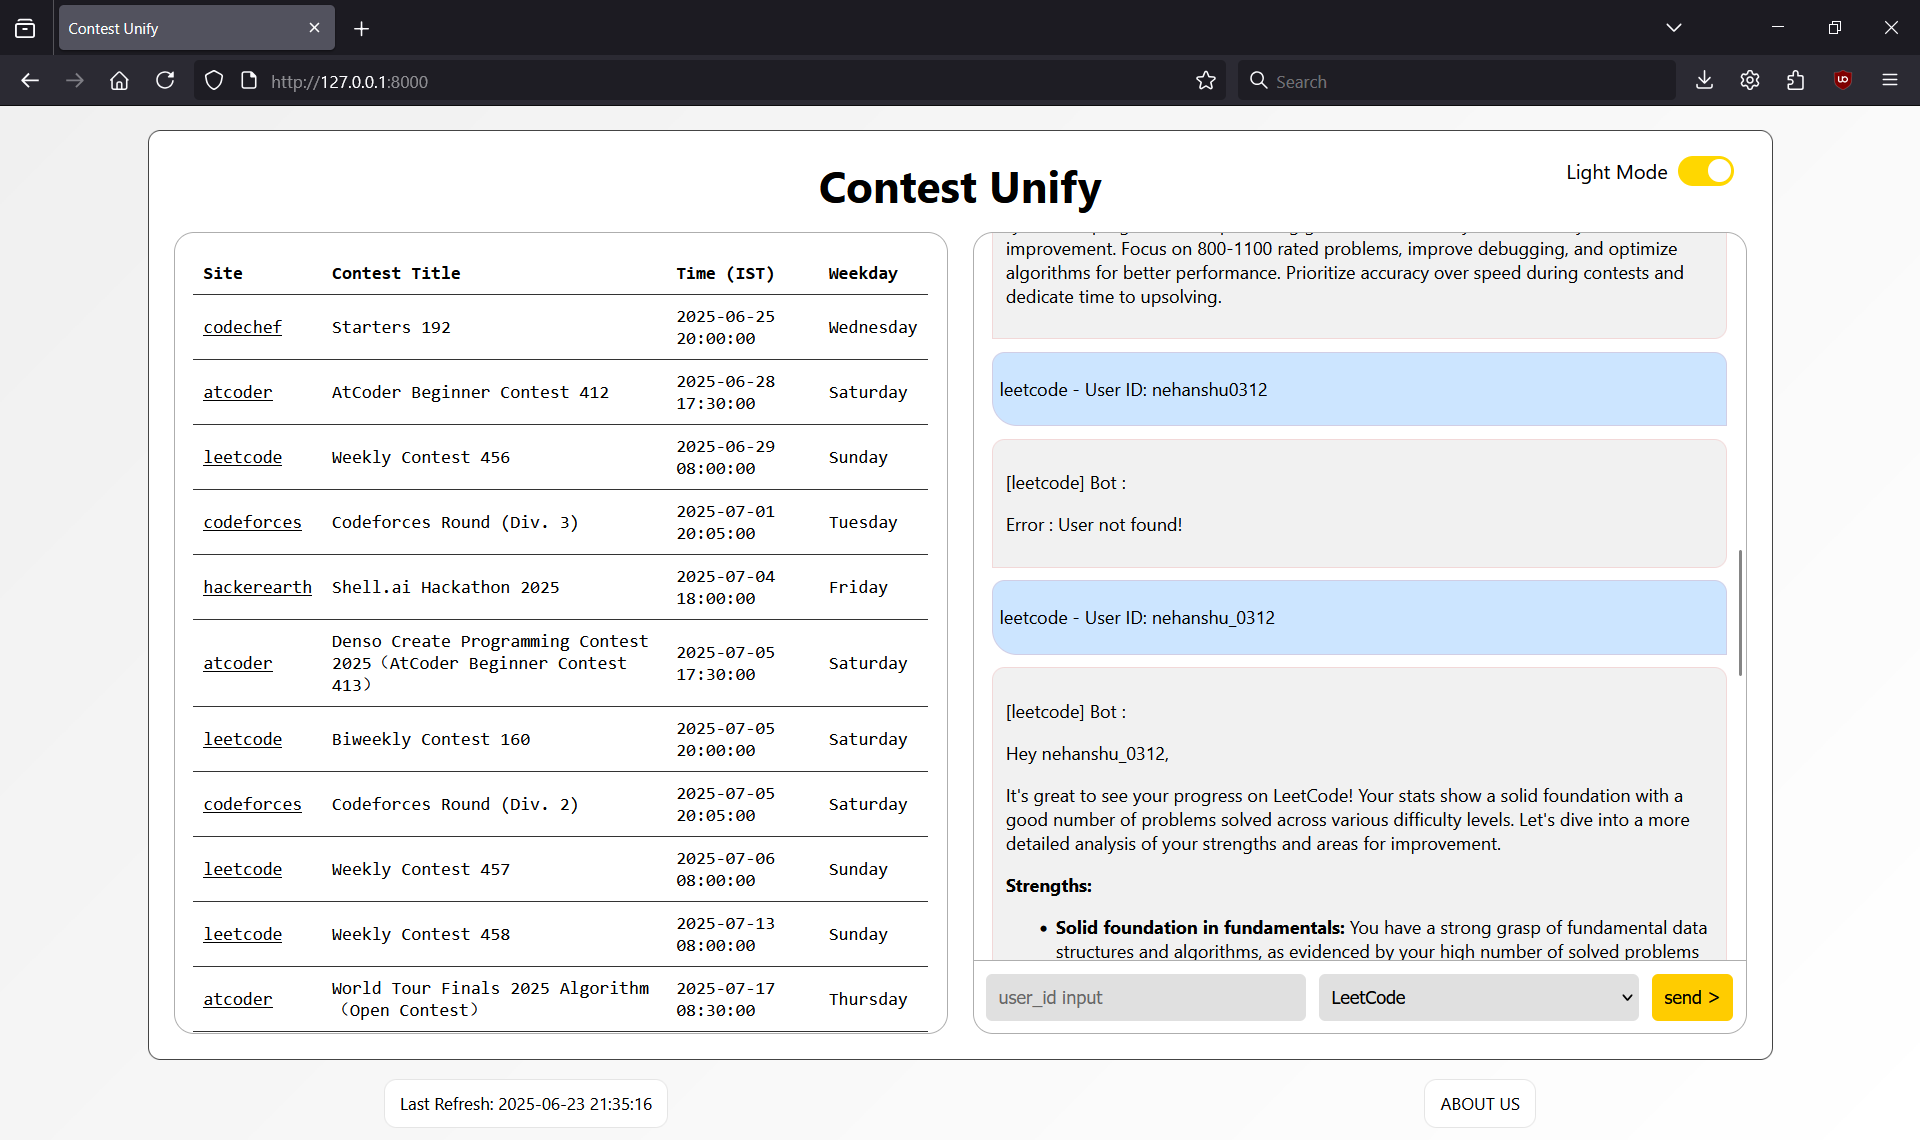 Contest Unify
http://127.0.0.1:8000
Search
Contest Unify
Light Mode
Site Contest Title Time (IST) Weekday
codechef Starters 192 2025-06-25 20:00:00 Wednesday
atcoder AtCoder Beginner Contest 412 2025-06-28 17:30:00 Saturday
leetcode Weekly Contest 456 2025-06-29 08:00:00 Sunday
codeforces Codeforces Round (Div. 3) 2025-07-01 20:05:00 Tuesday
hackerearth Shell.ai Hackathon 2025 2025-07-04 18:00:00 Friday
atcoder Denso Create Programming Contest 2025（AtCoder Beginner Contest 413） 2025-07-05 17:30:00 Saturday
leetcode Biweekly Contest 160 2025-07-05 20:00:00 Saturday
codeforces Codeforces Round (Div. 2) 2025-07-05 20:05:00 Saturday
leetcode Weekly Contest 457 2025-07-06 08:00:00 Sunday
leetcode Weekly Contest 458 2025-07-13 08:00:00 Sunday
atcoder World Tour Finals 2025 Algorithm （Open Contest） 2025-07-17 08:30:00 Thursday
improvement. Focus on 800-1100 rated problems, improve debugging, and optimize
algorithms for better performance. Prioritize accuracy over speed during contests and
dedicate time to upsolving.
leetcode - User ID: nehanshu0312
[leetcode] Bot :
Error : User not found!
leetcode - User ID: nehanshu_0312
[leetcode] Bot :
Hey nehanshu_0312,
It's great to see your progress on LeetCode! Your stats show a solid foundation with a
good number of problems solved across various difficulty levels. Let's dive into a more
detailed analysis of your strengths and areas for improvement.
Strengths:
• Solid foundation in fundamentals: You have a strong grasp of fundamental data
structures and algorithms, as evidenced by your high number of solved problems
user_id input
LeetCode
send >
Last Refresh: 2025-06-23 21:35:16
ABOUT US